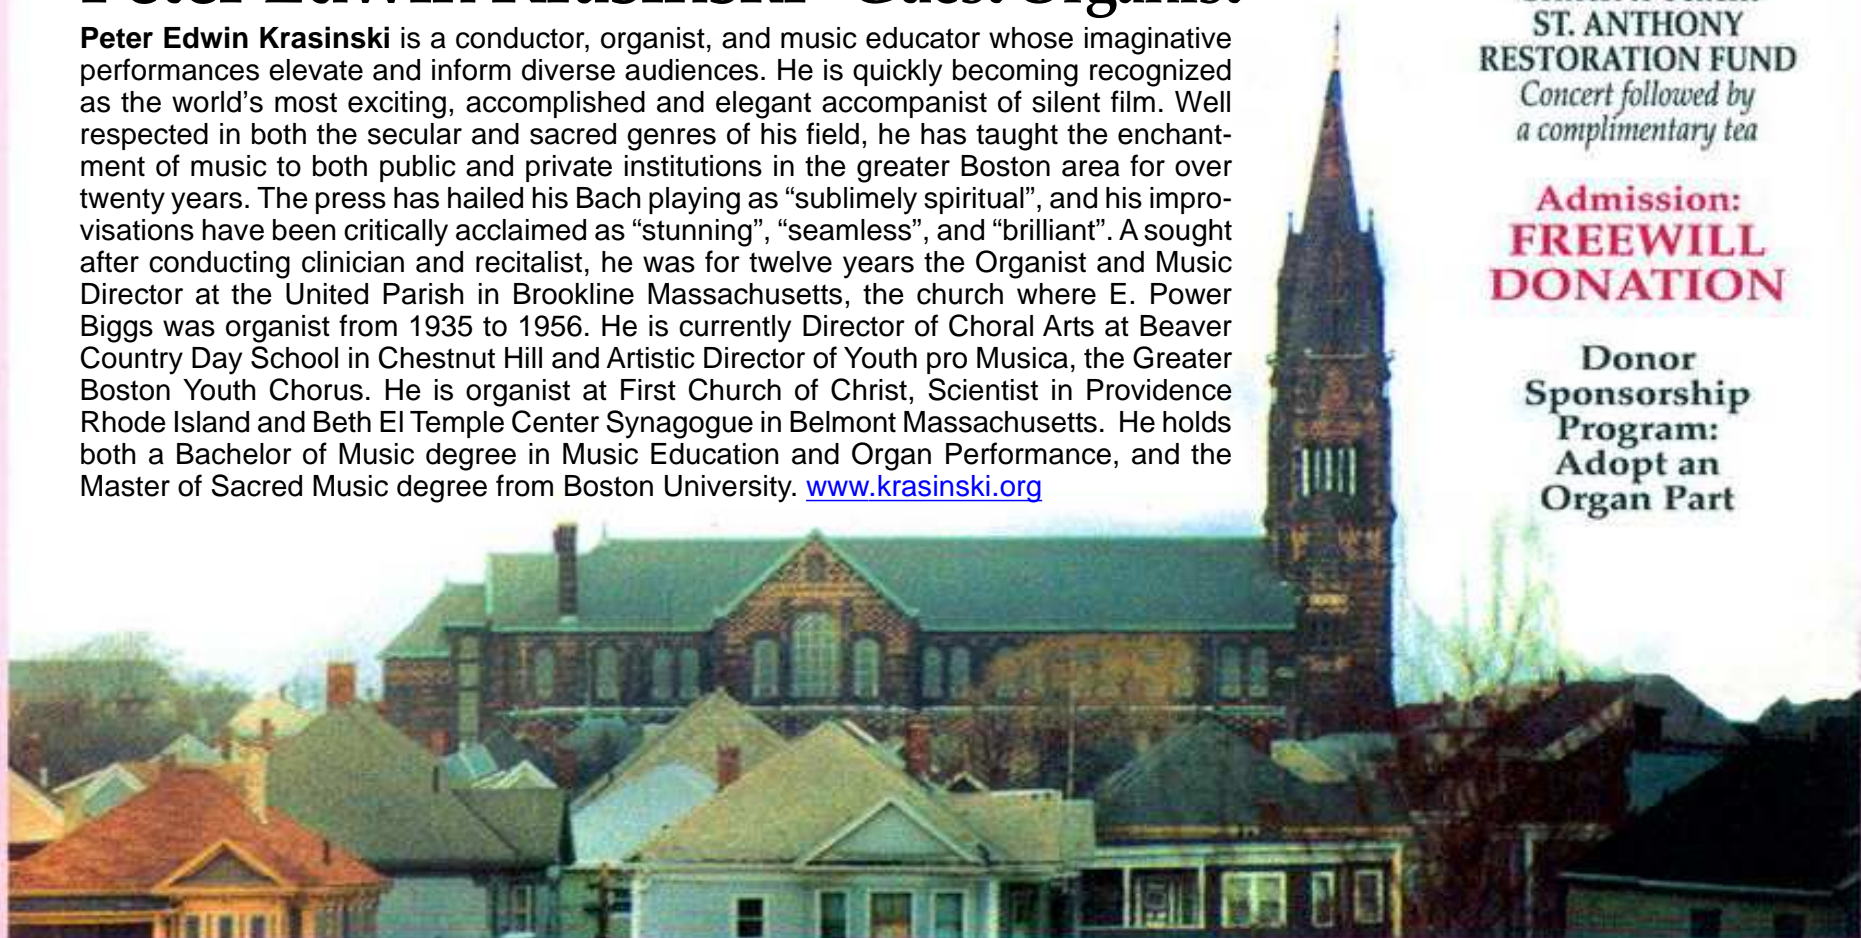 Peter Edwin Krasinski Guest Organist
Peter Edwin Krasinski is a conductor, organist, and music educator whose imaginative
performances elevate and inform diverse audiences. He is quickly becoming recognized
as the world’s most exciting, accomplished and elegant accompanist of silent film. Well
respected in both the secular and sacred genres of his field, he has taught the enchant-
ment of music to both public and private institutions in the greater Boston area for over
twenty years. The press has hailed his Bach playing as “sublimely spiritual”, and his impro-
visations have been critically acclaimed as “stunning”, “seamless”, and “brilliant”. A sought
after conducting clinician and recitalist, he was for twelve years the Organist and Music
Director at the United Parish in Brookline Massachusetts, the church where E. Power
Biggs was organist from 1935 to 1956. He is currently Director of Choral Arts at Beaver
Country Day School in Chestnut Hill and Artistic Director of Youth pro Musica, the Greater
Boston Youth Chorus. He is organist at First Church of Christ, Scientist in Providence
Rhode Island and Beth El Temple Center Synagogue in Belmont Massachusetts. He holds
both a Bachelor of Music degree in Music Education and Organ Performance, and the
Master of Sacred Music degree from Boston University. www.krasinski.org
ST. ANTHONY
RESTORATION FUND
Concert followed by
a complimentary tea
Admission:
FREEWILL
DONATION
Donor
Sponsorship
Program:
Adopt an
Organ Part